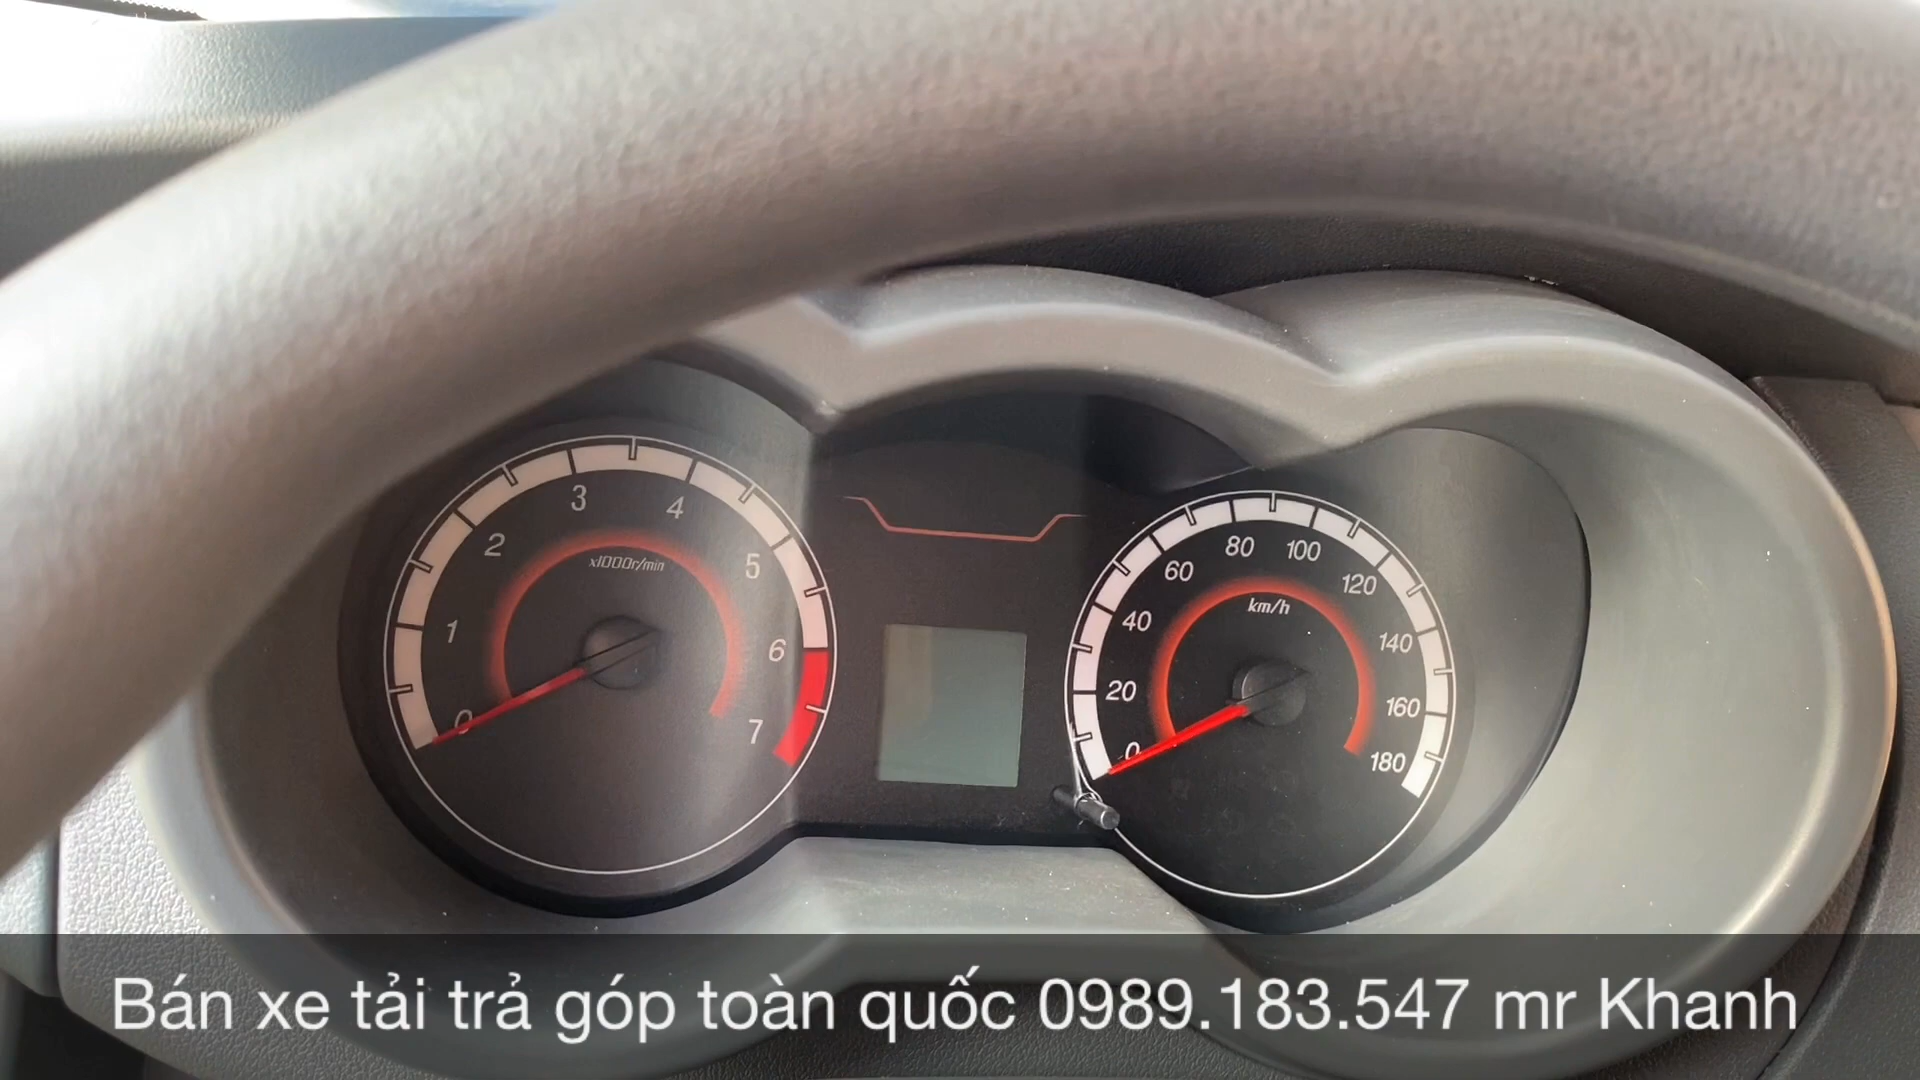 0 1 2 3 4 5 6 7
x1000r/min
0 20 40 60 80 100 120 140 160 180
km/h
Bán xe tải trả góp toàn quốc 0989.183.547 mr Khanh